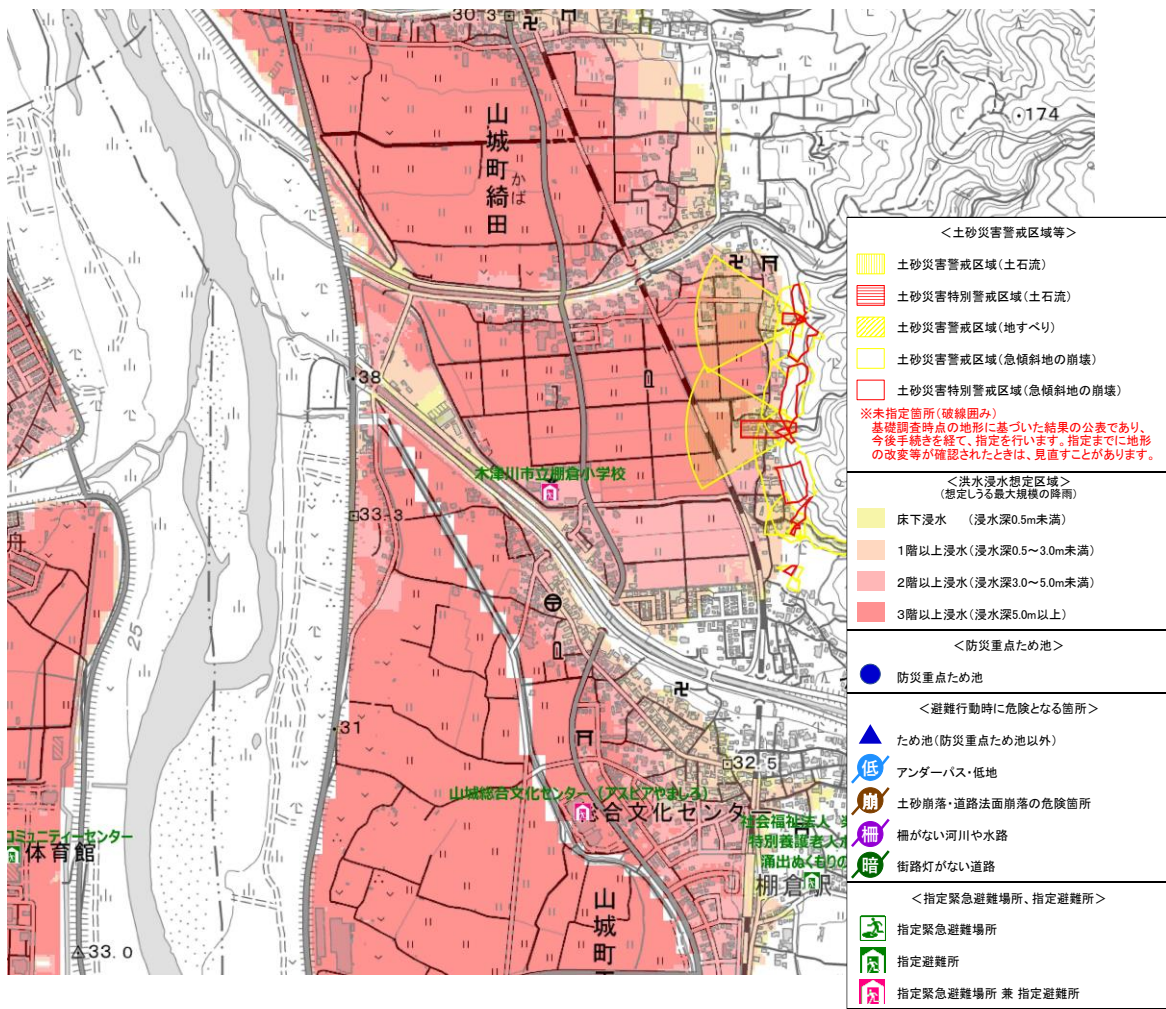 30・3
山城町綺田
かば
174
38
木津川市立棚倉小学校
33・3
舟
25
31
32.5
山城総合文化センター(アスピアやましろ)
合文化センター
社会福祉法人
特別養護老人
涌出ぬくもりの
棚倉駅
コミュニティーセンター
体育館
山城町
33.0
<土砂災害警戒区域等>
土砂災害警戒区域(土石流)
土砂災害特別警戒区域(土石流)
土砂災害警戒区域(地すべり)
土砂災害警戒区域(急傾斜地の崩壊)
土砂災害特別警戒区域(急傾斜地の崩壊)
※未指定箇所(破線囲み)
基礎調査時点の地形に基づいた結果の公表であり、
今後手続きを経て、指定を行います。指定までに地形
の改変等が確認されたときは、見直すことがあります。
<洪水浸水想定区域>
(想定しうる最大規模の降雨)
床下浸水 (浸水深0.5m未満)
1階以上浸水(浸水深0.5~3.0m未満)
2階以上浸水(浸水深3.0~5.0m未満)
3階以上浸水(浸水深5.0m以上)
<防災重点ため池>
防災重点ため池
<避難行動時に危険となる箇所>
ため池(防災重点ため池以外)
低 アンダーパス・低地
崩 土砂崩落・道路法面崩落の危険箇所
柵 柵がない河川や水路
暗 街路灯がない道路
<指定緊急避難場所、指定避難所>
指定緊急避難場所
指定避難所
指定緊急避難場所 兼 指定避難所